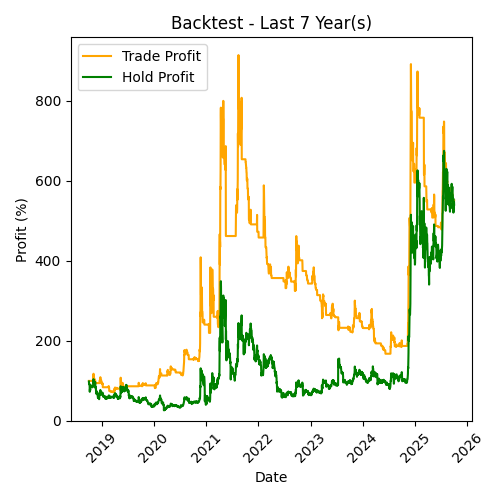 Backtest - Last 7 Year(s)
Trade Profit
Hold Profit
Profit (%)
800
600
400
200
0
2019 2020 2021 2022 2023 2024 2025 2026
Date